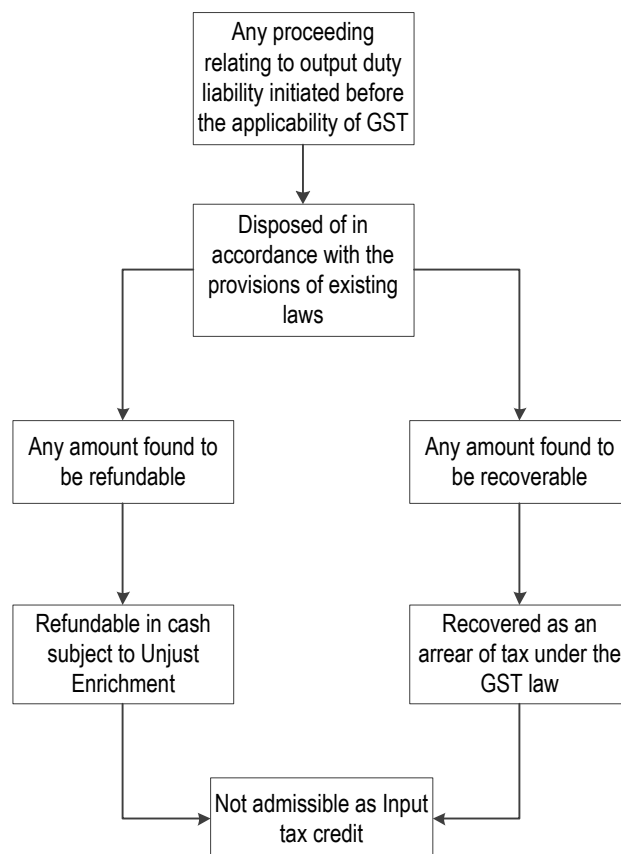 Any proceeding
relating to output duty
liability initiated before
the applicability of GST
Disposed of in
accordance with the
provisions of existing
laws
Any amount found to
be refundable
Any amount found to
be recoverable
Refundable in cash
subject to Unjust
Enrichment
Recovered as an
arrear of tax under the
GST law
Not admissible as Input
tax credit